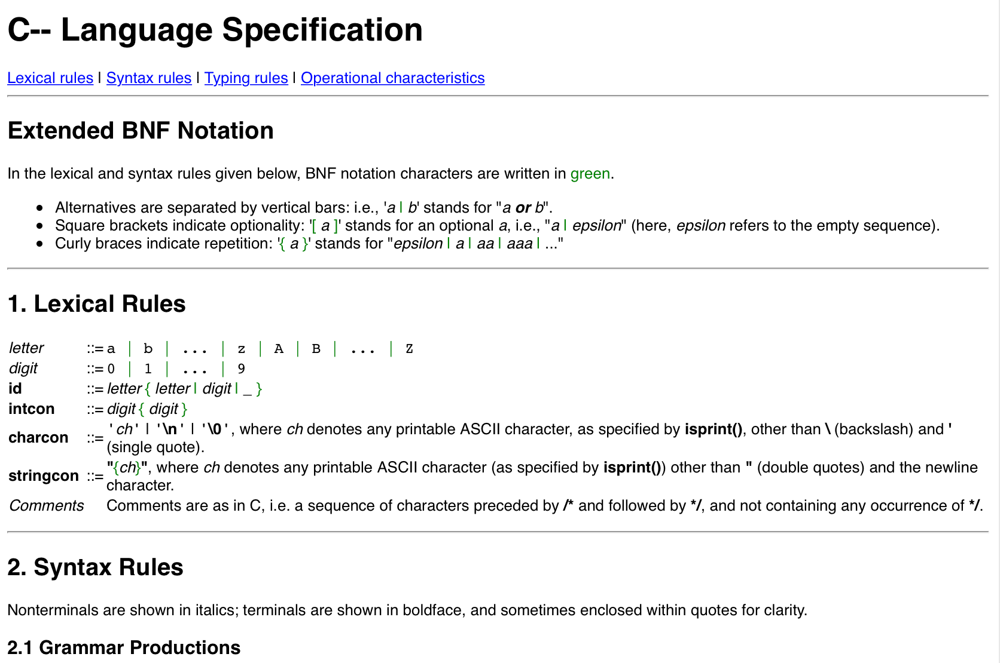 C-- Language Specification
Lexical rules | Syntax rules | Typing rules | Operational characteristics
Extended BNF Notation
In the lexical and syntax rules given below, BNF notation characters are written in green.
• Alternatives are separated by vertical bars: i.e., 'a | b' stands for "a or b".
• Square brackets indicate optionality: '[ a ]' stands for an optional a, i.e., "a | epsilon" (here, epsilon refers to the empty sequence).
• Curly braces indicate repetition: '{ a }' stands for "epsilon | a | aa | aaa | ..."
1. Lexical Rules
letter ::= a | b | ... | z | A | B | ... | Z
digit ::= 0 | 1 | ... | 9
id ::= letter { letter | digit | _ }
intcon ::= digit { digit }
charcon ::= 'ch' | '\n' | '\0', where ch denotes any printable ASCII character, as specified by isprint(), other than \ (backslash) and '
(single quote).
stringcon ::= "{ch}", where ch denotes any printable ASCII character (as specified by isprint()) other than " (double quotes) and the newline
character.
Comments Comments are as in C, i.e. a sequence of characters preceded by /* and followed by */, and not containing any occurrence of */.
2. Syntax Rules
Nonterminals are shown in italics; terminals are shown in boldface, and sometimes enclosed within quotes for clarity.
2.1 Grammar Productions